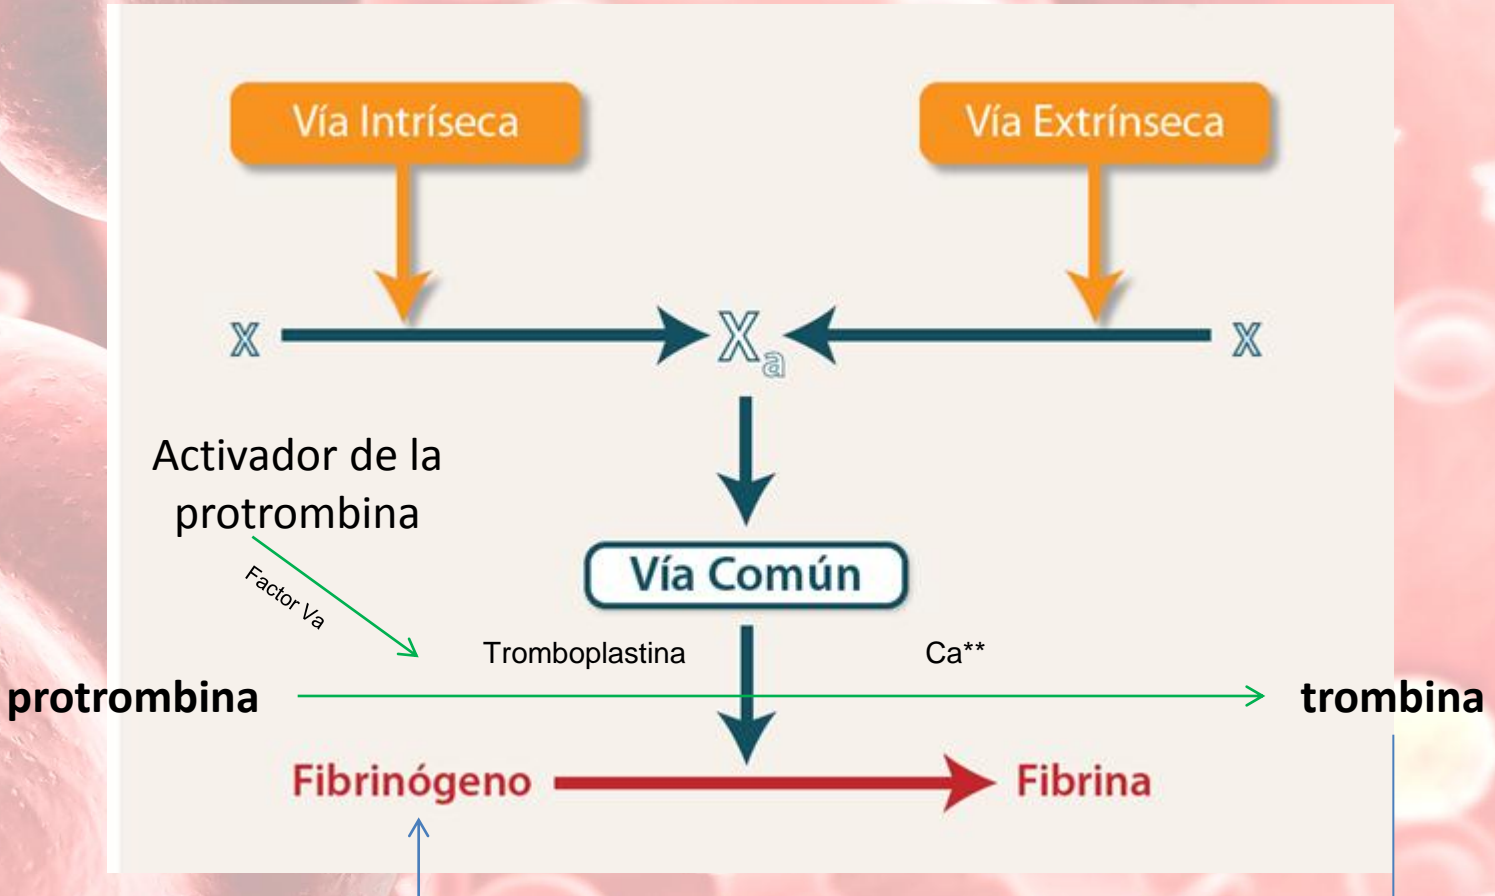 Vía Intríseca
Vía Extrínseca
X
Xa
X
Activador de la
protrombina
Factor Va
Vía Común
Tromboplastina
Ca**
protrombina
trombina
Fibrinógeno
Fibrina